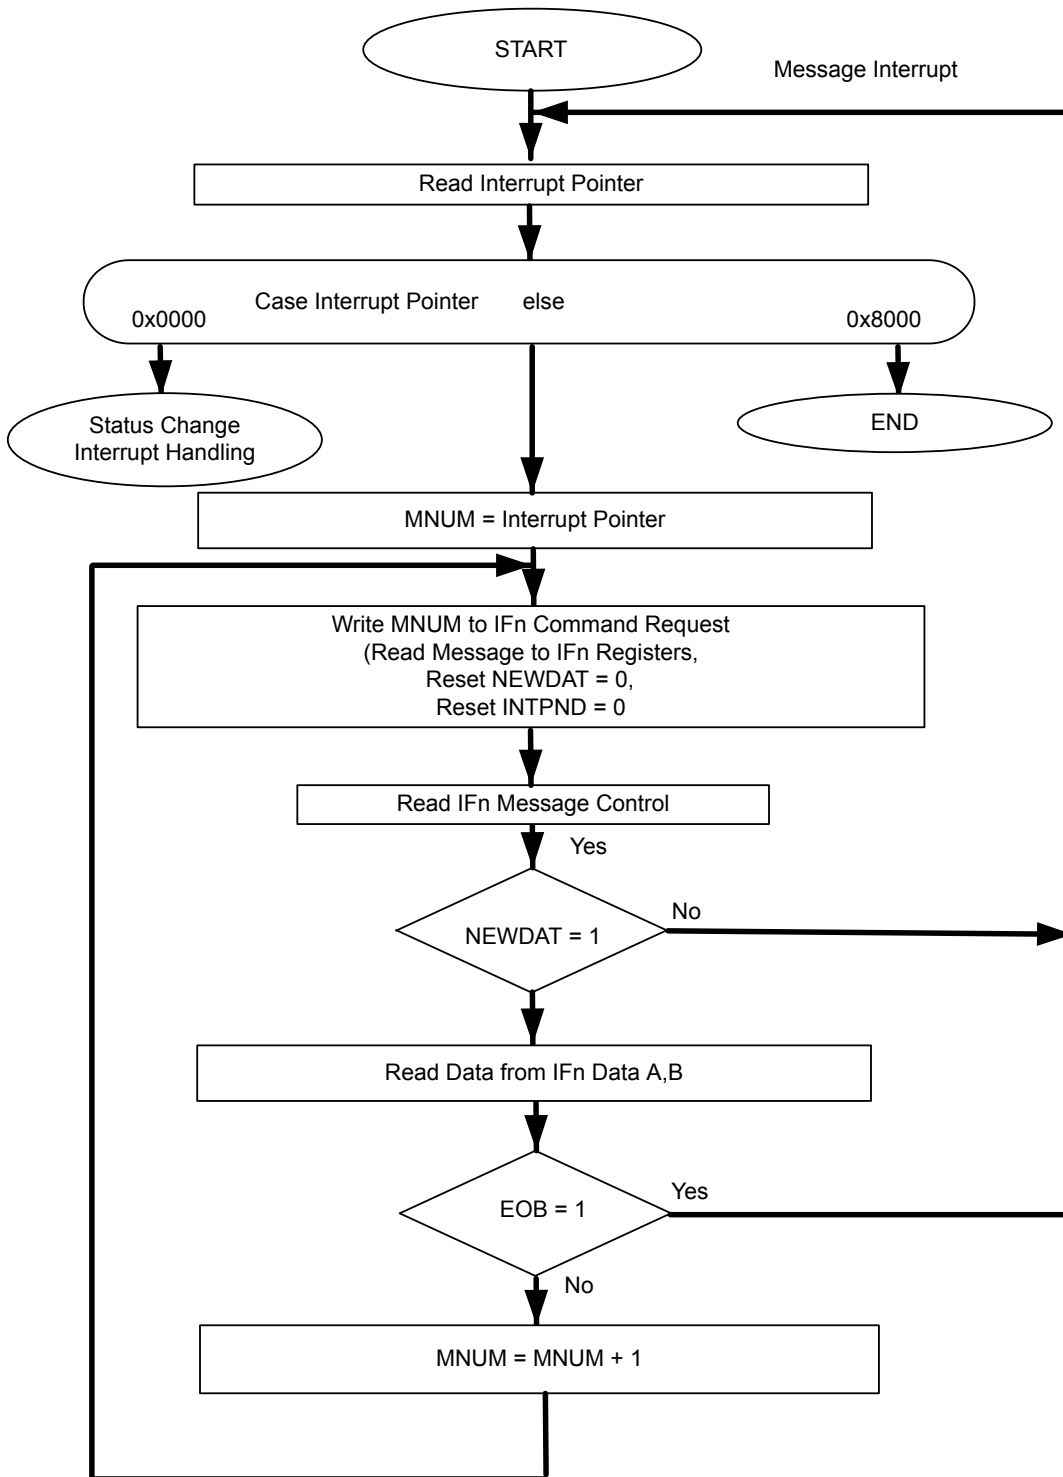 START
Message Interrupt
Read Interrupt Pointer
Case Interrupt Pointer else
0x0000
0x8000
Status Change
Interrupt Handling
END
MNUM = Interrupt Pointer
Write MNUM to IFn Command Request
(Read Message to IFn Registers,
Reset NEWDAT = 0,
Reset INTPND = 0
Read IFn Message Control
Yes
NEWDAT = 1
No
Read Data from IFn Data A,B
EOB = 1
Yes
No
MNUM = MNUM + 1